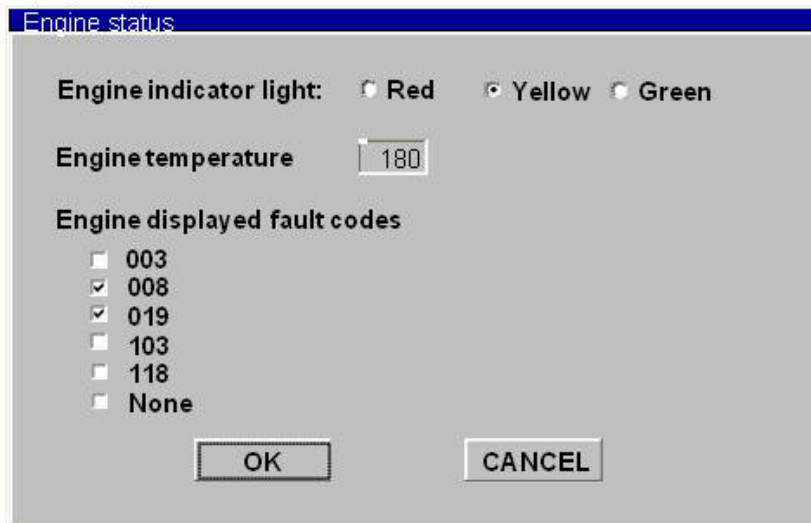 Engine status
Engine indicator light: Red Yellow Green
Engine temperature 180
Engine displayed fault codes
003
008
019
103
118
None
OK CANCEL